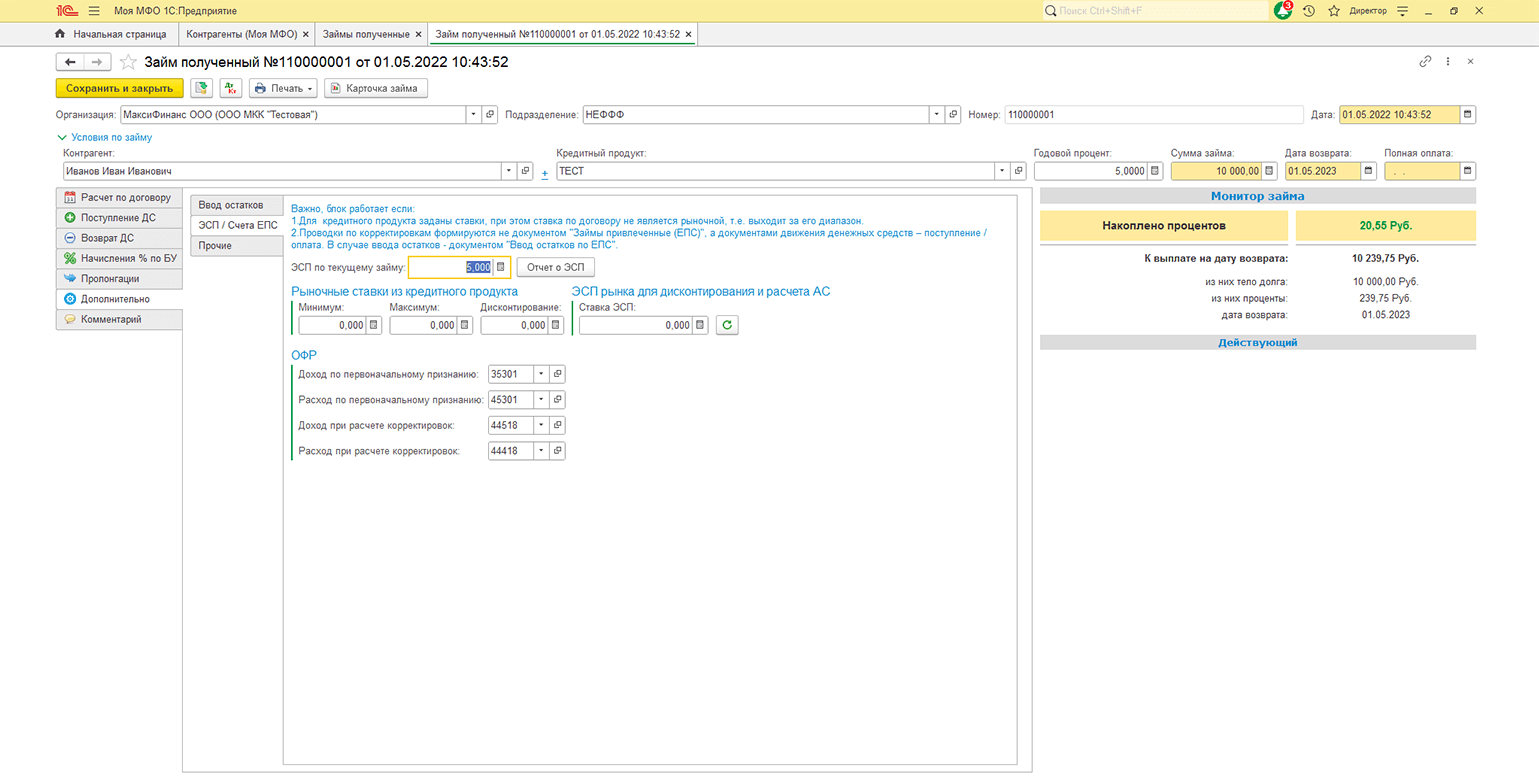 1С Моя МФО 1С:Предприятие Поиск Ctrl+Shift+F 3 Директор
Начальная страница Контрагенты (Моя МФО) × Займы полученные × Займ полученный №110000001 от 01.05.2022 10:43:52 ×
Займ полученный №110000001 от 01.05.2022 10:43:52
Сохранить и закрыть Дт Кт Печать Карточка займа
Организация: МаксиФинанс ООО (ООО МКК "Тестовая") Подразделение: НЕФФФ Номер: 110000001 Дата: 01.05.2022 10:43:52
Условия по займу
Контрагент: Кредитный продукт: Годовой процент: Сумма займа: Дата возврата: Полная оплата:
Иванов Иван Иванович + ТЕСТ 5,0000 10 000,00 01.05.2023 . .
Расчет по договору
Поступление ДС
Возврат ДС
Начисления % по БУ
Пролонгации
Дополнительно
Комментарий
Ввод остатков
ЭСП / Счета ЕПС
Прочие
Важно, блок работает если:
1.Для кредитного продукта заданы ставки, при этом ставка по договору не является рыночной, т.е. выходит за его диапазон.
2.Проводки по корректировкам формируются не документом "Займы привлеченные (ЕПС)", а документами движения денежных средств – поступление /
оплата. В случае ввода остатков - документом "Ввод остатков по ЕПС".
ЭСП по текущему займу: 5,000 Отчет о ЭСП
Рыночные ставки из кредитного продукта ЭСП рынка для дисконтирования и расчета АС
Минимум: Максимум: Дисконтирование: Ставка ЭСП:
0,000 0,000 0,000 0,000
ОФР
Доход по первоначальному признанию: 35301
Расход по первоначальному признанию: 45301
Доход при расчете корректировок: 44518
Расход при расчете корректировок: 44418
Монитор займа
Накоплено процентов 20,55 Руб.
К выплате на дату возврата: 10 239,75 Руб.
из них тело долга: 10 000,00 Руб.
из них проценты: 239,75 Руб.
дата возврата: 01.05.2023
Действующий